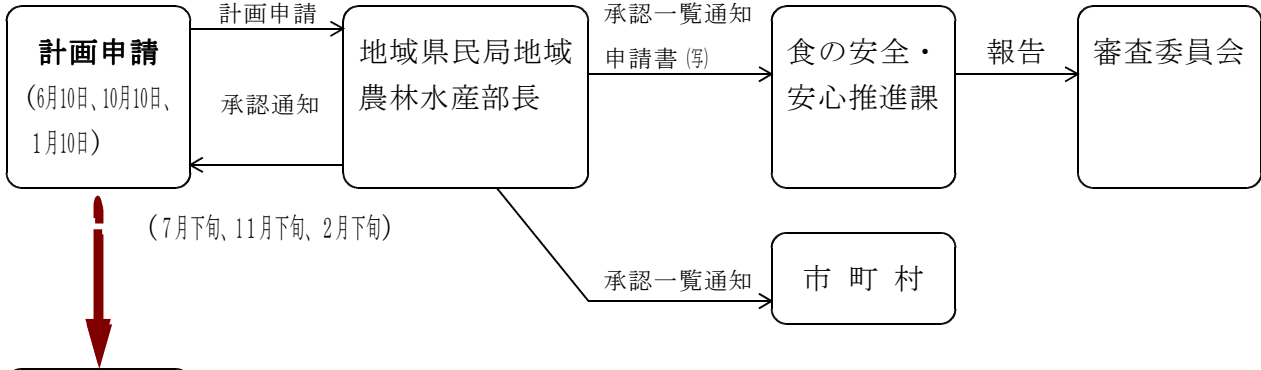 計画申請
(6月10日、10月10日、
1月10日)
計画申請
承認通知
地域県民局地域
農林水産部長
承認一覧通知
申請書(写)
食の安全・
安心推進課
報告
審査委員会
(7月下旬、11月下旬、2月下旬)
承認一覧通知
市町村